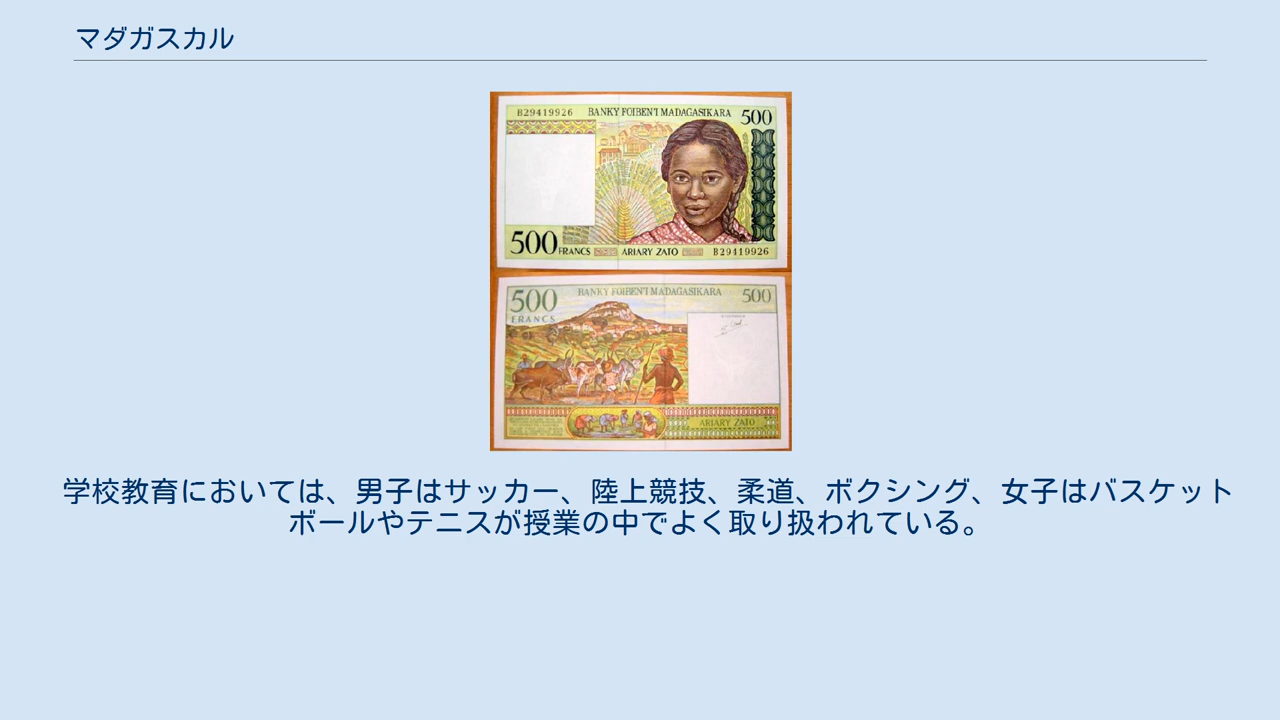 マダガスカル
B29419926 BANKY FOIBEN'I MADAGASIKARA 500
500 FRANCS ARIARY ZATO B29419926
500 BANKY FOIBEN'I MADAGASIKARA 500
FRANCS
ARIARY ZATO
学校教育においては、男子はサッカー、陸上競技、柔道、ボクシング、女子はバスケット
ボールやテニスが授業の中でよく取り扱われている。